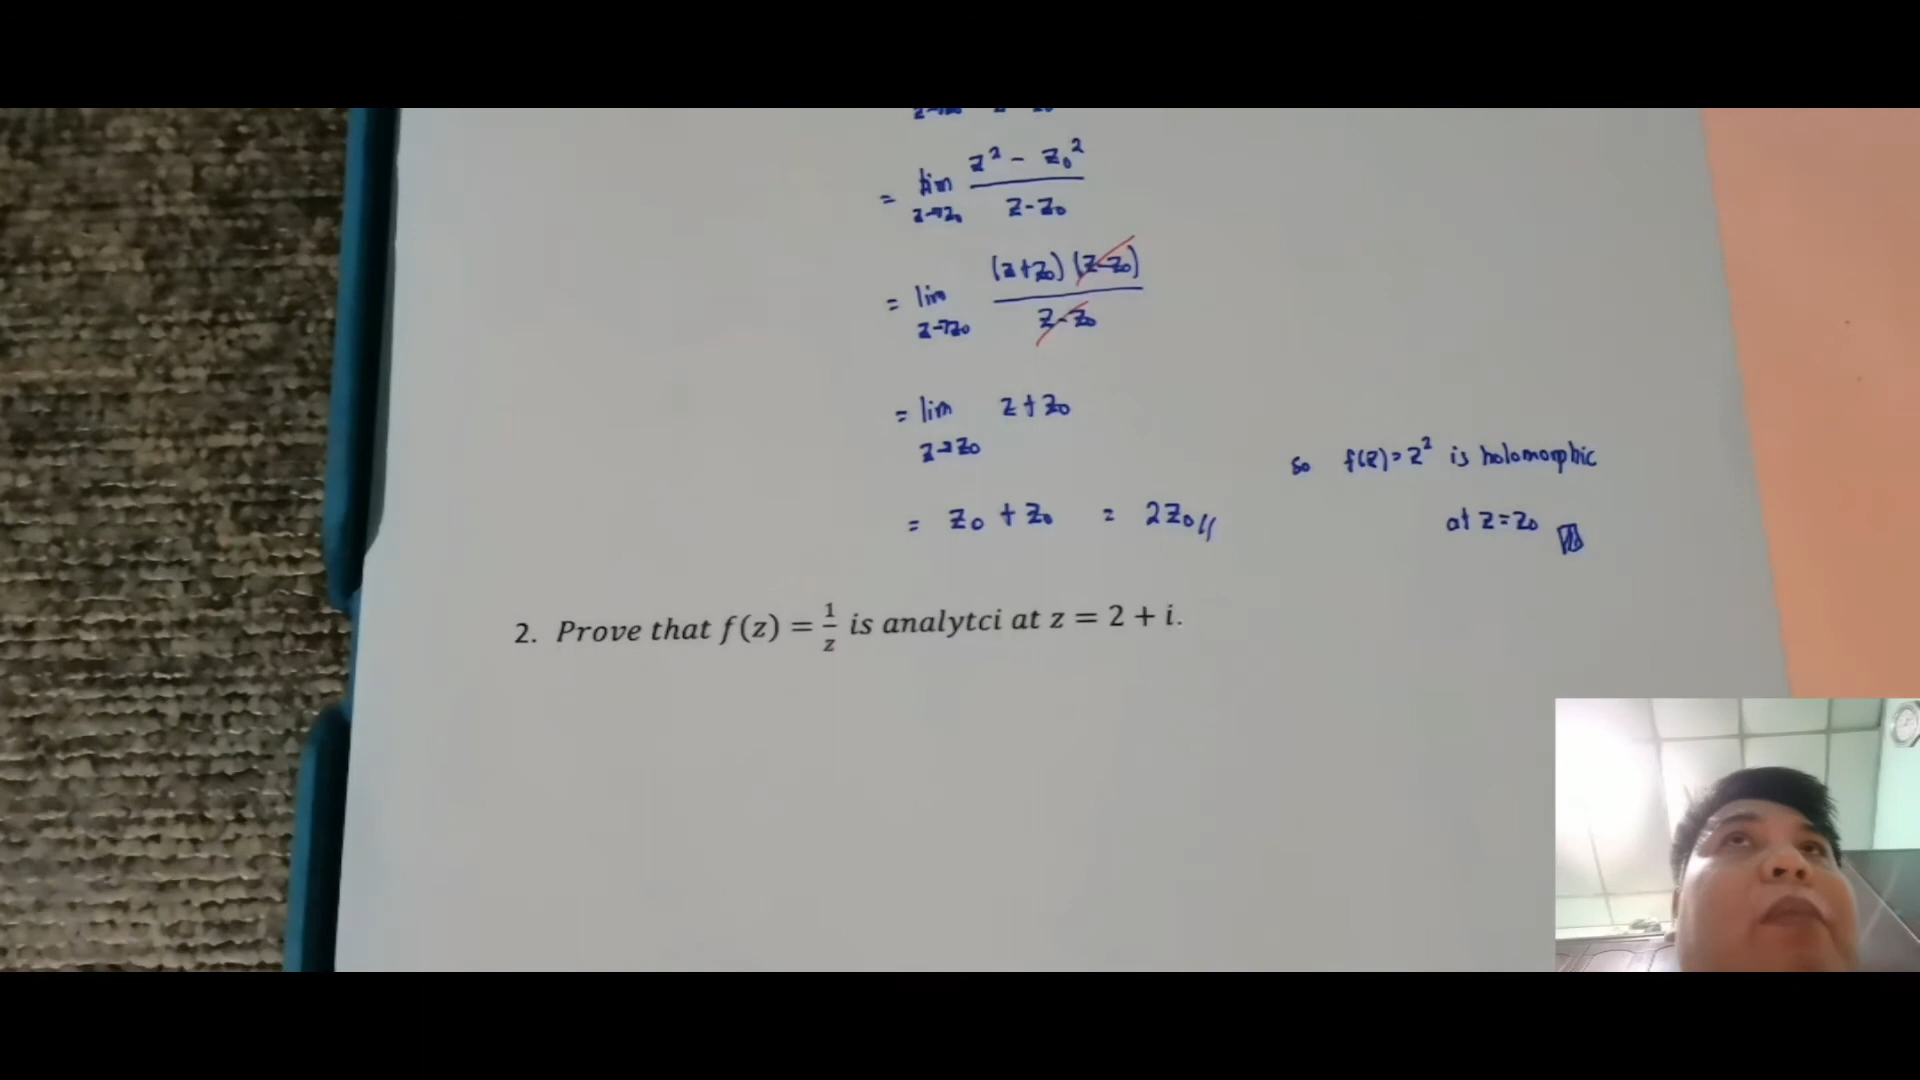 = lim z² - z₀² / z - z₀
z→z₀
= lim (z+z₀) (z-z₀) / z-z₀
z→z₀
= lim z+z₀
z→z₀
so f(z)=z² is holomorphic
= z₀ + z₀ = 2z₀//
at z=z₀
2. Prove that f(z) = 1/z is analytci at z = 2 + i.